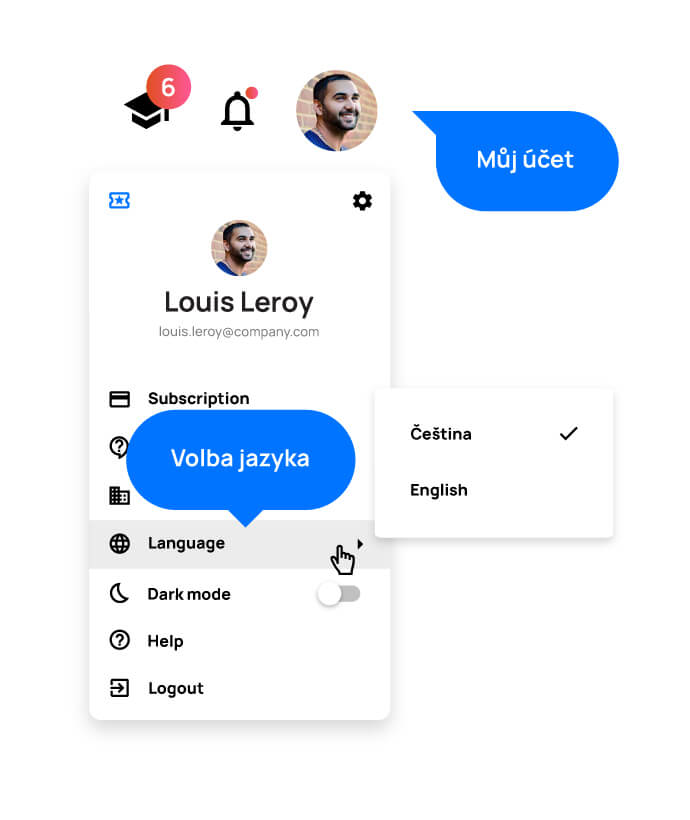 6
Můj účet
Louis Leroy
louis.leroy@company.com
Subscription
Volba jazyka
Čeština
English
Language
Dark mode
Help
Logout